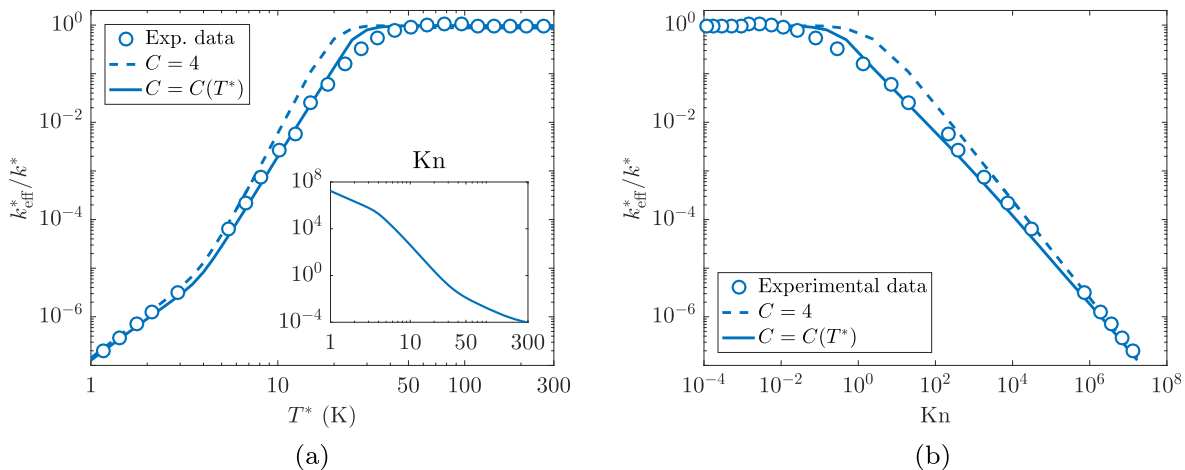 10^0
10^{-2}
10^{-4}
10^{-6}
k^*_{eff}/k^*
Exp. data
C = 4
C = C(T^*)
Kn
10^8
10^4
10^0
10^{-4}
1 10 50 300
1 10 50 100 300
T^* (K)
(a)
10^0
10^{-2}
10^{-4}
10^{-6}
k^*_{eff}/k^*
Experimental data
C = 4
C = C(T^*)
10^{-4} 10^{-2} 10^0 10^2 10^4 10^6 10^8
Kn
(b)